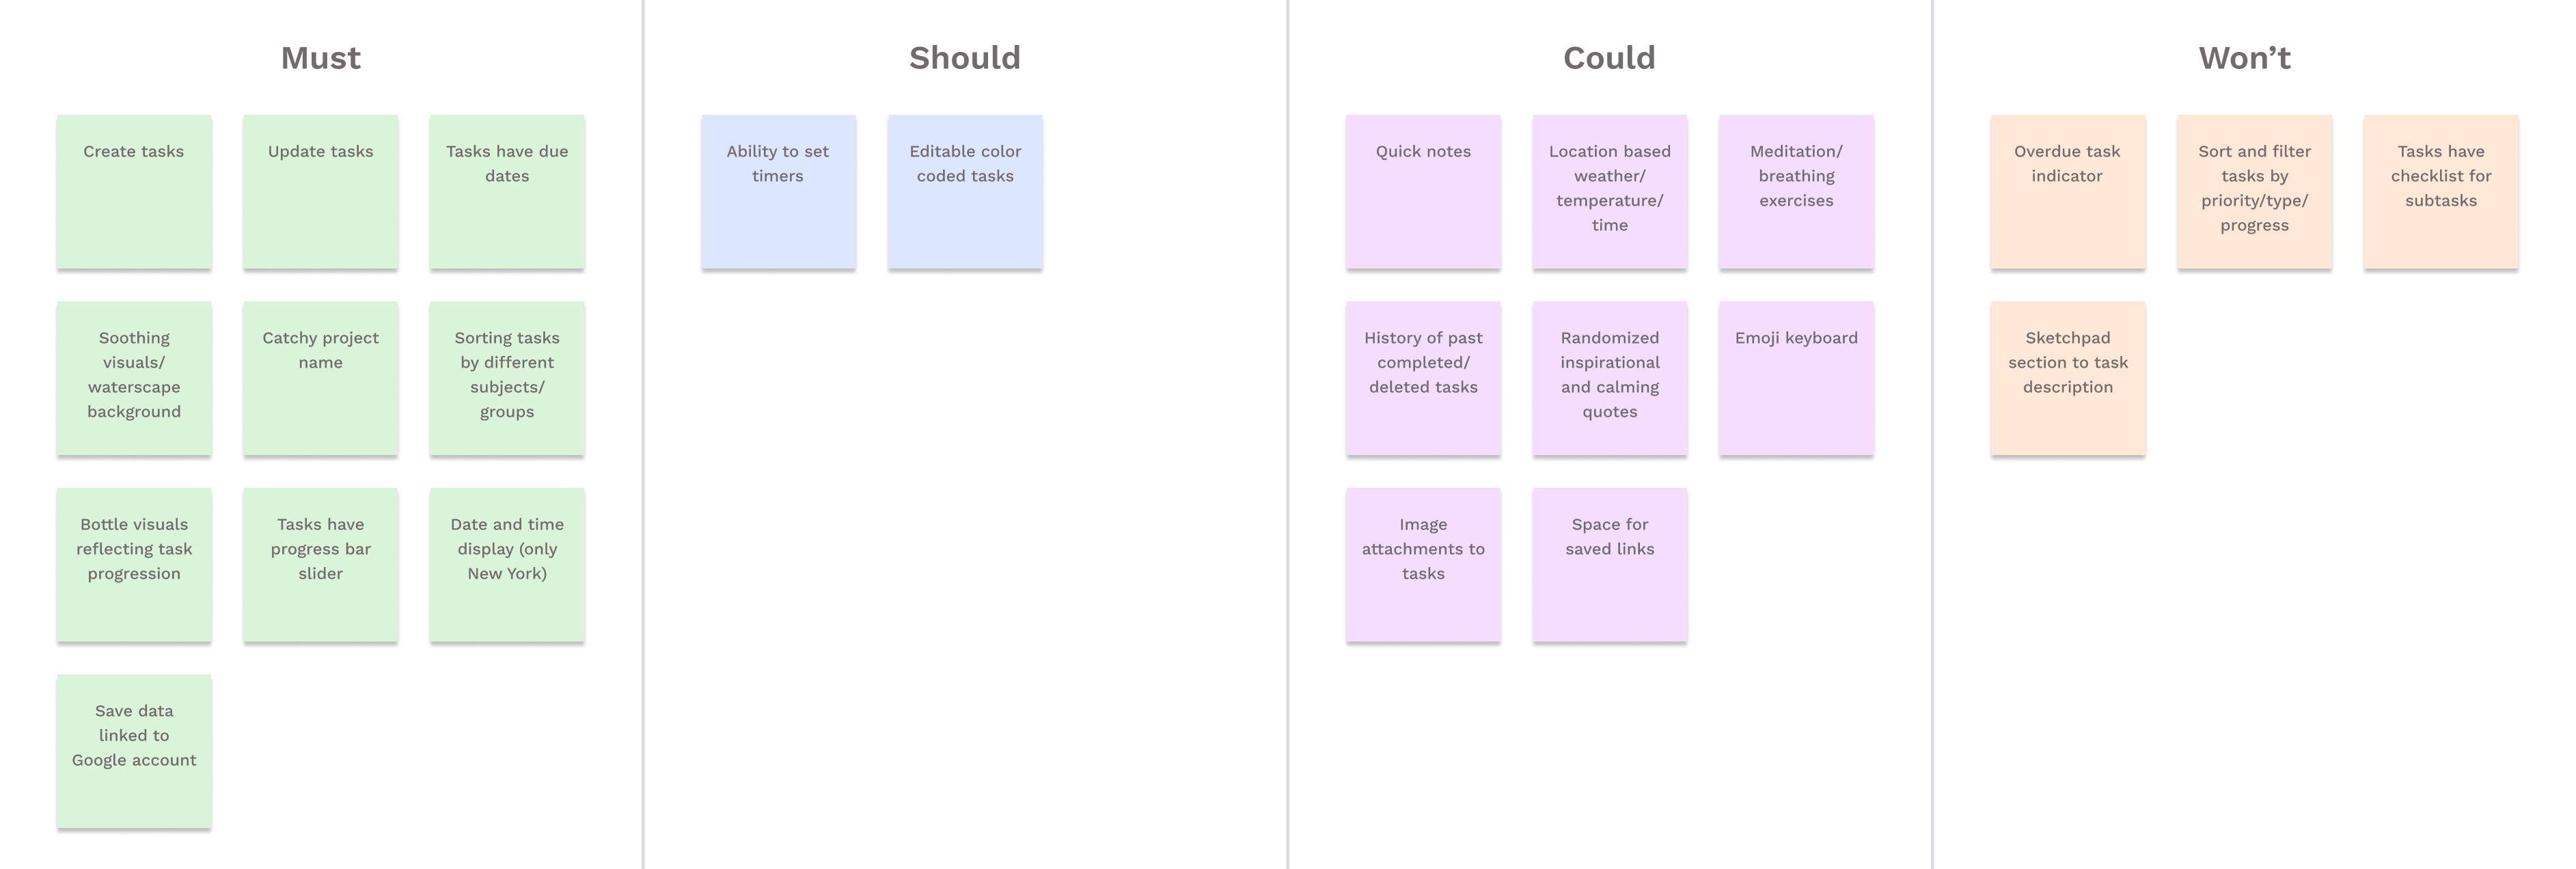 Must
Create tasks
Update tasks
Tasks have due
dates
Soothing
visuals/
waterscape
background
Catchy project
name
Sorting tasks
by different
subjects/
groups
Bottle visuals
reflecting task
progression
Tasks have
progress bar
slider
Date and time
display (only
New York)
Save data
linked to
Google account
Should
Ability to set
timers
Editable color
coded tasks
Could
Quick notes
Location based
weather/
temperature/
time
Meditation/
breathing
exercises
History of past
completed/
deleted tasks
Randomized
inspirational
and calming
quotes
Emoji keyboard
Image
attachments to
tasks
Space for
saved links
Won’t
Overdue task
indicator
Sort and filter
tasks by
priority/type/
progress
Tasks have
checklist for
subtasks
Sketchpad
section to task
description